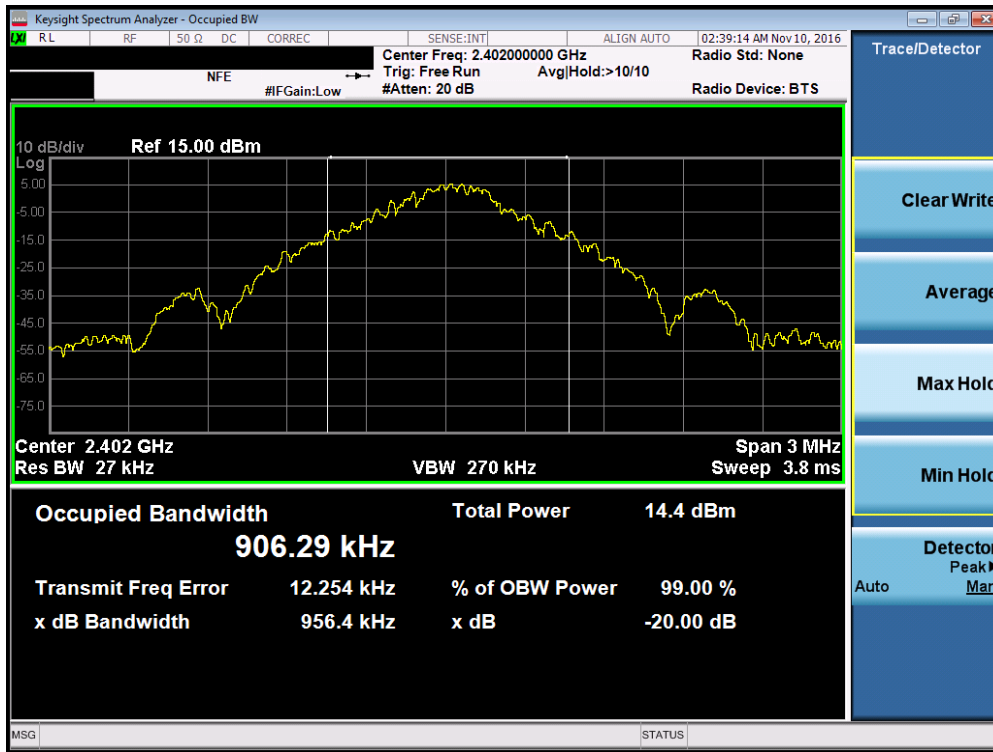 Keysight Spectrum Analyzer - Occupied BW
LXI RL RF 50 Ω DC CORREC SENSE:INT ALIGN AUTO 02:39:14 AM Nov 10, 2016
Center Freq: 2.402000000 GHz Radio Std: None
NFE Trig: Free Run Avg|Hold:>10/10
#IFGain:Low #Atten: 20 dB Radio Device: BTS
10 dB/div Ref 15.00 dBm
Log
5.00
-5.00
-15.0
-25.0
-35.0
-45.0
-55.0
-65.0
-75.0
Center 2.402 GHz Span 3 MHz
Res BW 27 kHz VBW 270 kHz Sweep 3.8 ms
Occupied Bandwidth Total Power 14.4 dBm
906.29 kHz
Transmit Freq Error 12.254 kHz % of OBW Power 99.00 %
x dB Bandwidth 956.4 kHz x dB -20.00 dB
MSG STATUS
Trace/Detector
Clear Write
Average
Max Hold
Min Hold
Detector
Peak
Auto Man